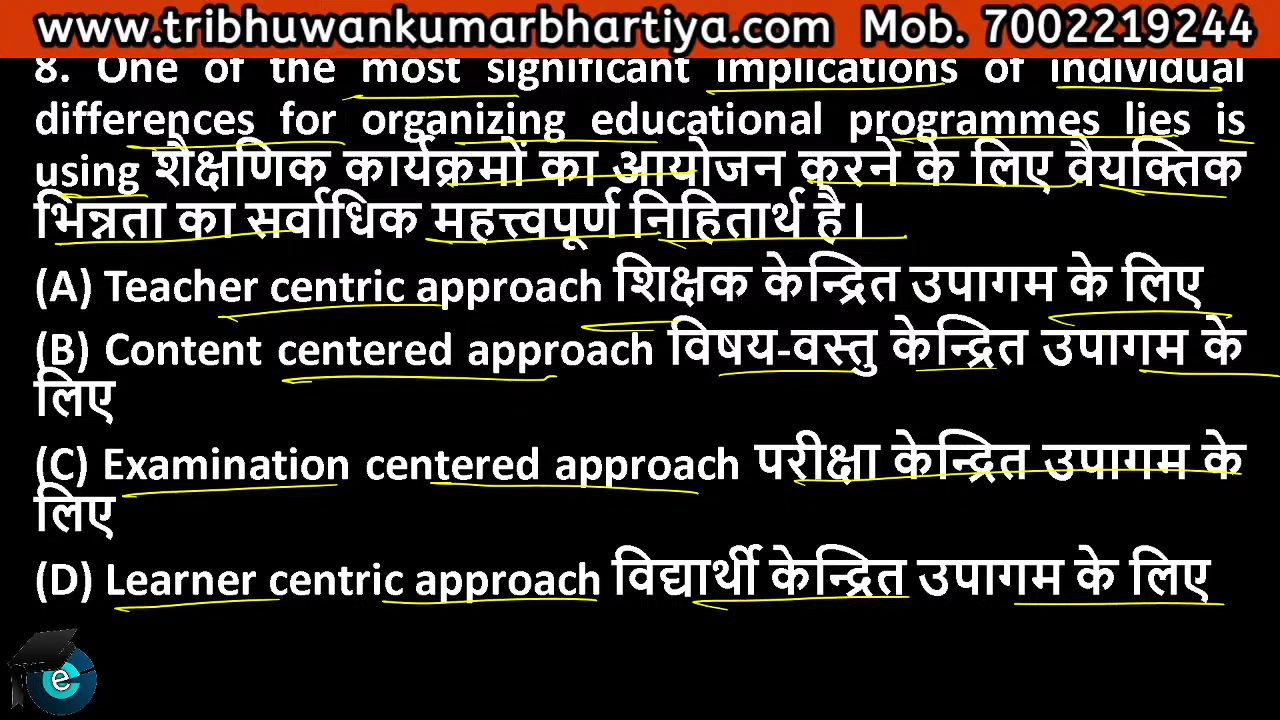 www.tribhuwankumarbhartiya.com Mob. 7002219244
8. One of the most significant implications of individual
differences for organizing educational programmes lies is
using शैक्षणिक कार्यक्रमों का आयोजन करने के लिए वैयक्तिक
भिन्नता का सर्वाधिक महत्त्वपूर्ण निहितार्थ है।
(A) Teacher centric approach शिक्षक केन्द्रित उपागम के लिए
(B) Content centered approach विषय-वस्तु केन्द्रित उपागम के
लिए
(C) Examination centered approach परीक्षा केन्द्रित उपागम के
लिए
(D) Learner centric approach विद्यार्थी केन्द्रित उपागम के लिए
e